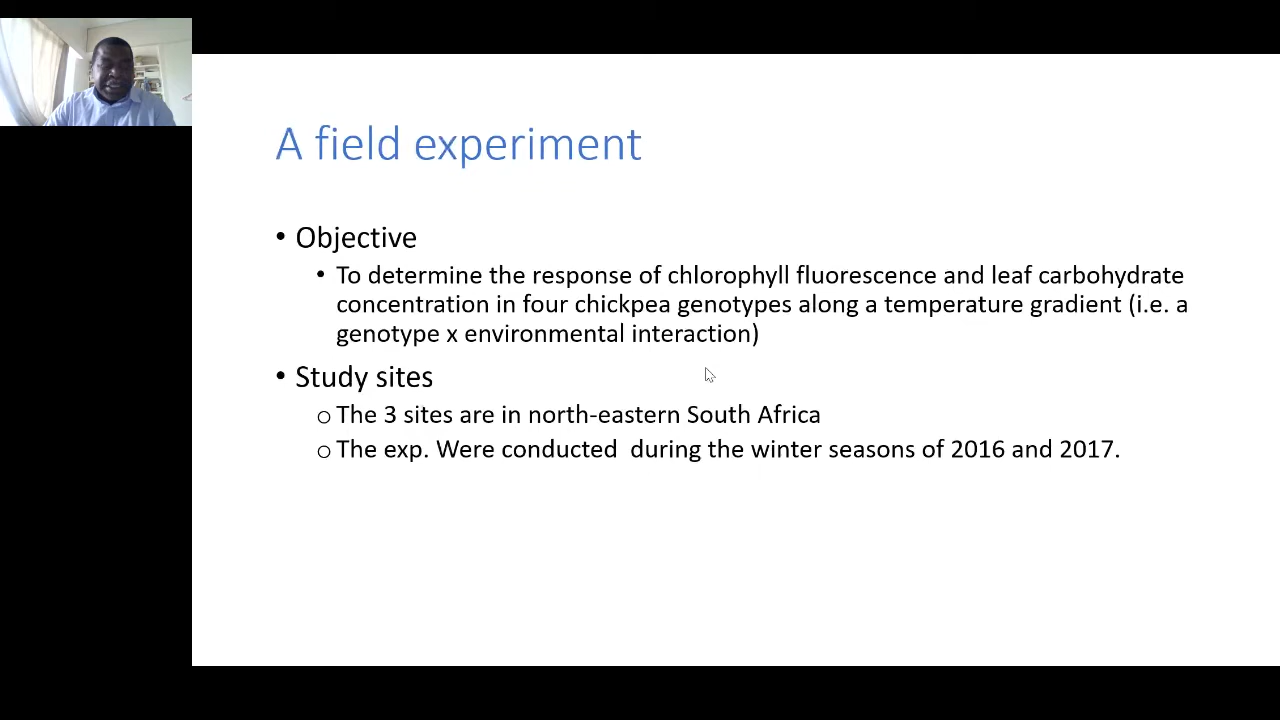 A field experiment
• Objective
• To determine the response of chlorophyll fluorescence and leaf carbohydrate
concentration in four chickpea genotypes along a temperature gradient (i.e. a
genotype x environmental interaction)
• Study sites
o The 3 sites are in north-eastern South Africa
o The exp. Were conducted  during the winter seasons of 2016 and 2017.